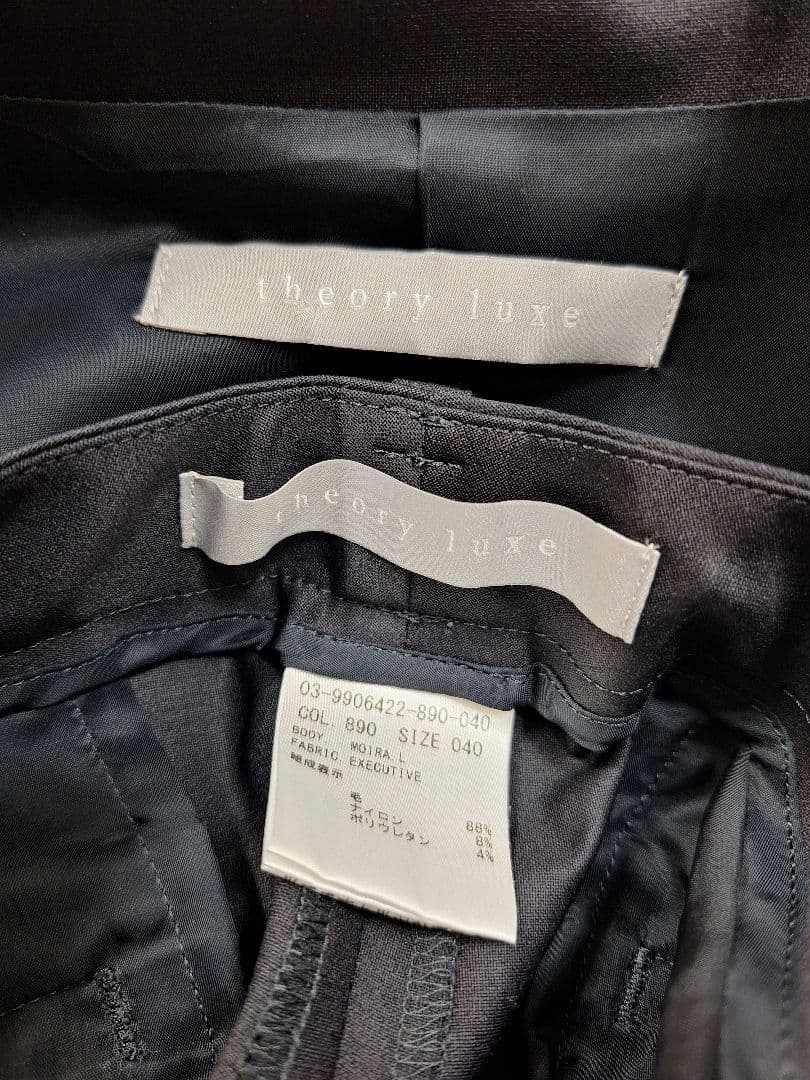 theory luxe
theory luxe
03-9906422-890-040
COL. 890 SIZE 040
BODY. MOIRA L
FABRIC. EXECUTIVE
組成表示
毛 88%
ナイロン 8%
ポリウレタン 4%